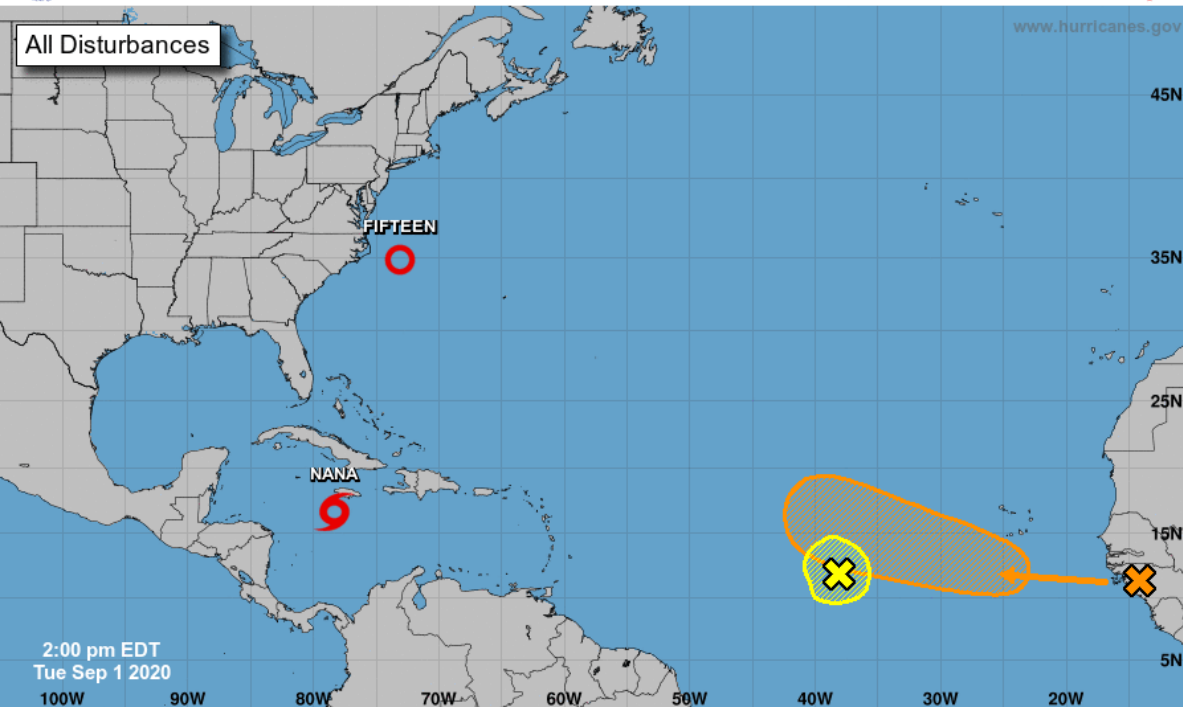 All Disturbances
www.hurricanes.gov
45N
FIFTEEN
35N
25N
NANA
15N
2:00 pm EDT
Tue Sep 1 2020
5N
100W 90W 80W 70W 60W 50W 40W 30W 20W